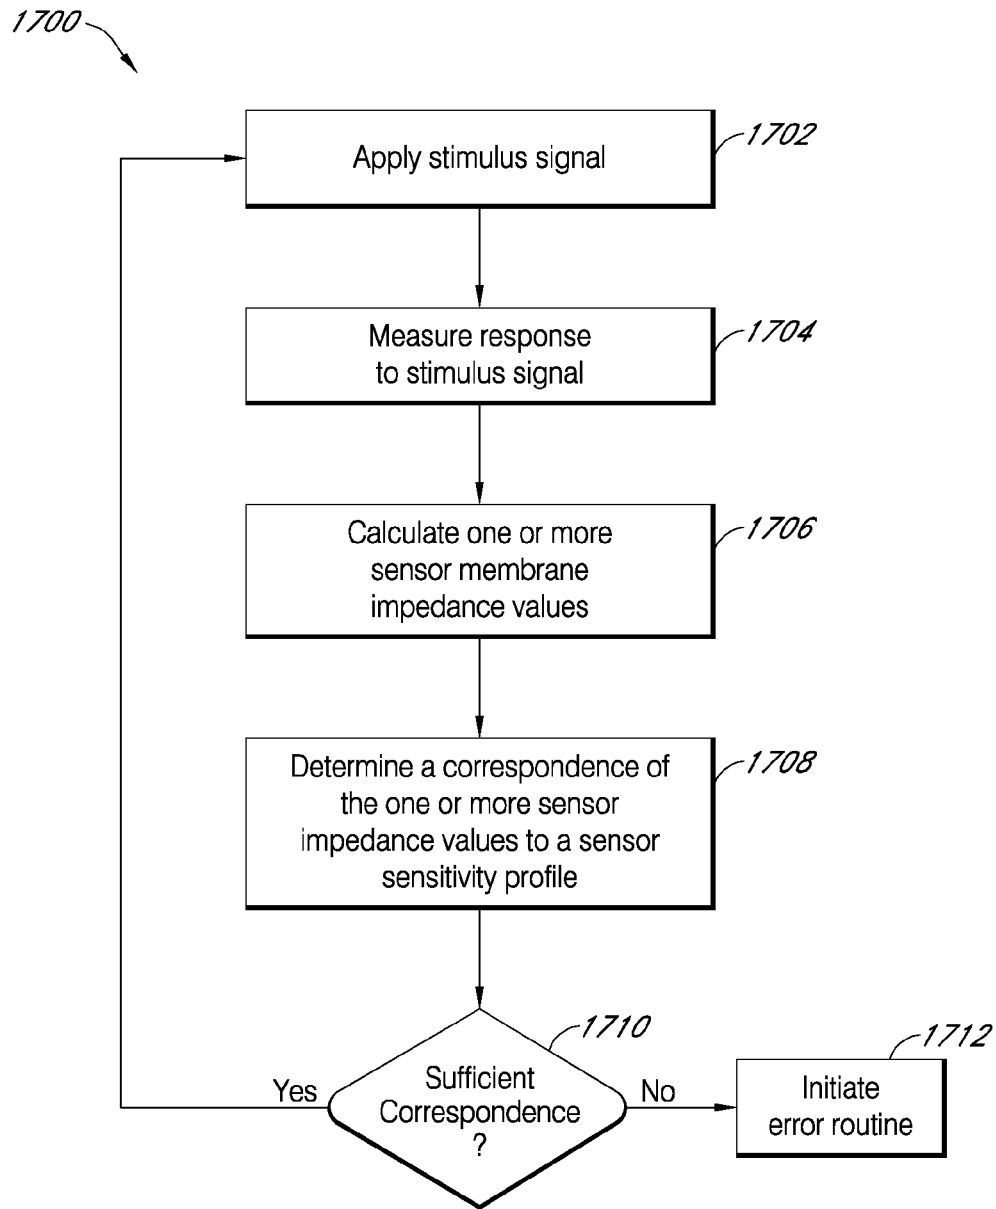 1700
1702
Apply stimulus signal
1704
Measure response
to stimulus signal
1706
Calculate one or more
sensor membrane
impedance values
1708
Determine a correspondence of
the one or more sensor
impedance values to a sensor
sensitivity profile
1710
1712
Sufficient
Correspondence
?
Yes
No
Initiate
error routine